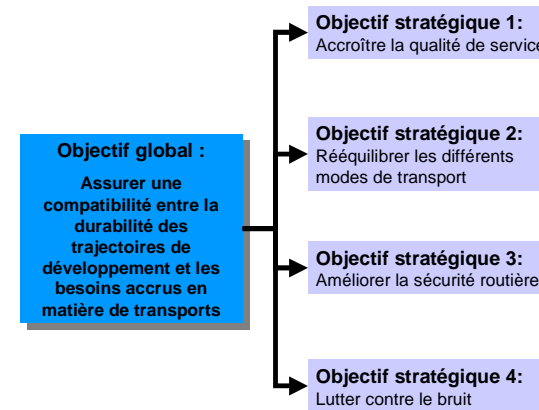 Objectif global :
Assurer une
compatibilité entre la
durabilité des
trajectoires de
développement et les
besoins accrus en
matière de transports
Objectif stratégique 1:
Accroître la qualité de service
Objectif stratégique 2:
Rééquilibrer les différents
modes de transport
Objectif stratégique 3:
Améliorer la sécurité routière
Objectif stratégique 4:
Lutter contre le bruit